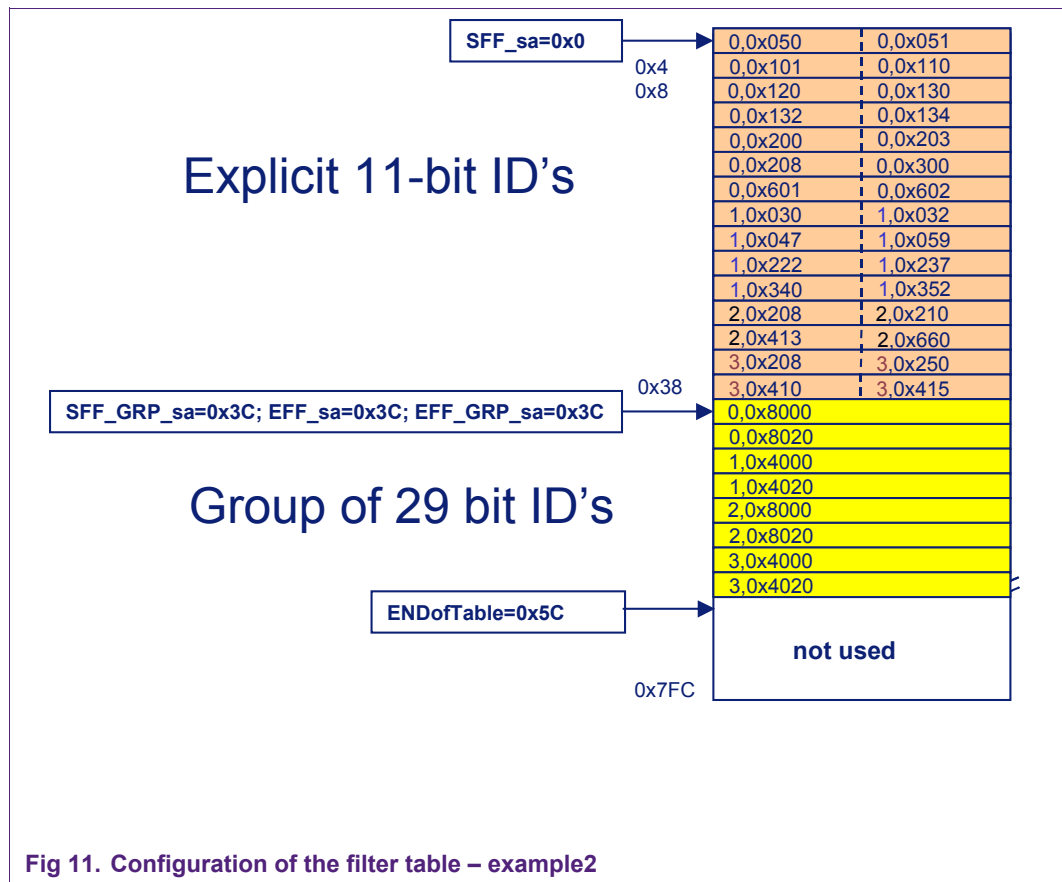 SFF_sa=0x0
0,0x050 0,0x051
0x4 0,0x101 0,0x110
0x8 0,0x120 0,0x130
0,0x132 0,0x134
0,0x200 0,0x203
Explicit 11-bit ID's
0,0x208 0,0x300
0,0x601 0,0x602
1,0x030 1,0x032
1,0x047 1,0x059
1,0x222 1,0x237
1,0x340 1,0x352
2,0x208 2,0x210
2,0x413 2,0x660
3,0x208 3,0x250
0x38 3,0x410 3,0x415
SFF_GRP_sa=0x3C; EFF_sa=0x3C; EFF_GRP_sa=0x3C
0,0x8000
0,0x8020
1,0x4000
1,0x4020
Group of 29 bit ID's
2,0x8000
2,0x8020
3,0x4000
3,0x4020
ENDofTable=0x5C
not used
0x7FC
Fig 11. Configuration of the filter table – example2